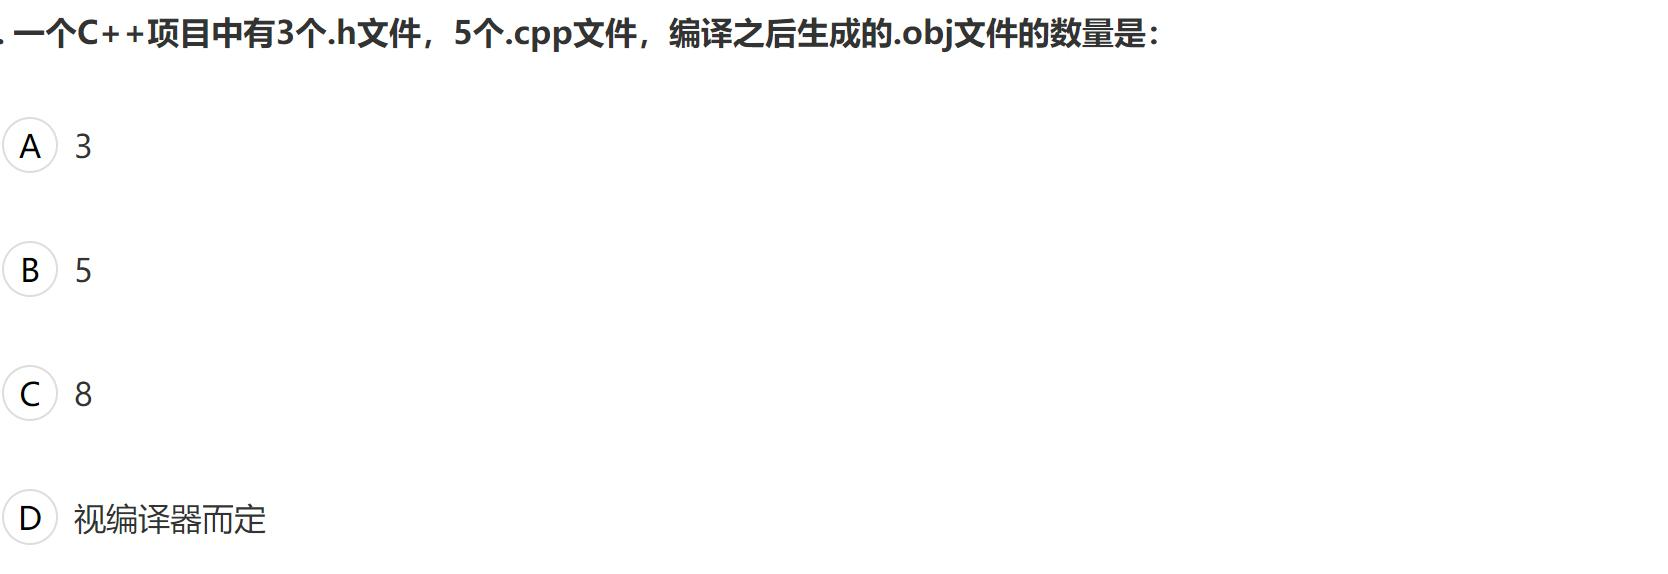 . 一个C++项目中有3个.h文件，5个.cpp文件，编译之后生成的.obj文件的数量是：
A 3
B 5
C 8
D 视编译器而定